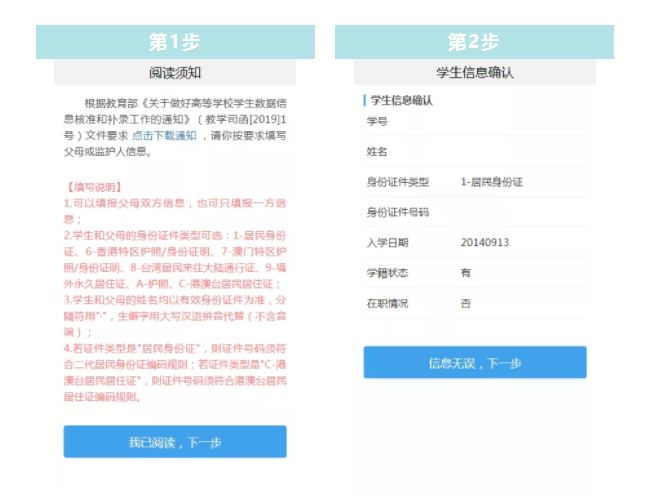 第1步
阅读须知
根据教育部《关于做好高等学校学生数据信
息核准和补录工作的通知》（教学司函[2019]1
号）文件要求 点击下载通知 ，请你按要求填写
父母或监护人信息。
【填写说明】
1.可以填报父母双方信息，也可只填报一方信
息；
2.学生和父母的身份证件类型可选：1-居民身份
证、6-香港特区护照/身份证明、7-澳门特区护
照/身份证明、8-台湾居民来往大陆通行证、9-境
外永久居住证、A-护照、C-港澳台居民居住证；
3.学生和父母的姓名均以有效身份证件为准，分
隔符用"·"，生僻字用大写汉语拼音代替（不含音
调）；
4.若证件类型是"居民身份证"，则证件号码须符
合二代居民身份证编码规则；若证件类型是"C-港
澳台居民居住证"，则证件号码须符合港澳台居民
居住证编码规则。
我已阅读，下一步
第2步
学生信息确认
学生信息确认
学号
姓名
身份证件类型 1-居民身份证
身份证件号码
入学日期 20140913
学籍状态 有
在职情况 否
信息无误，下一步